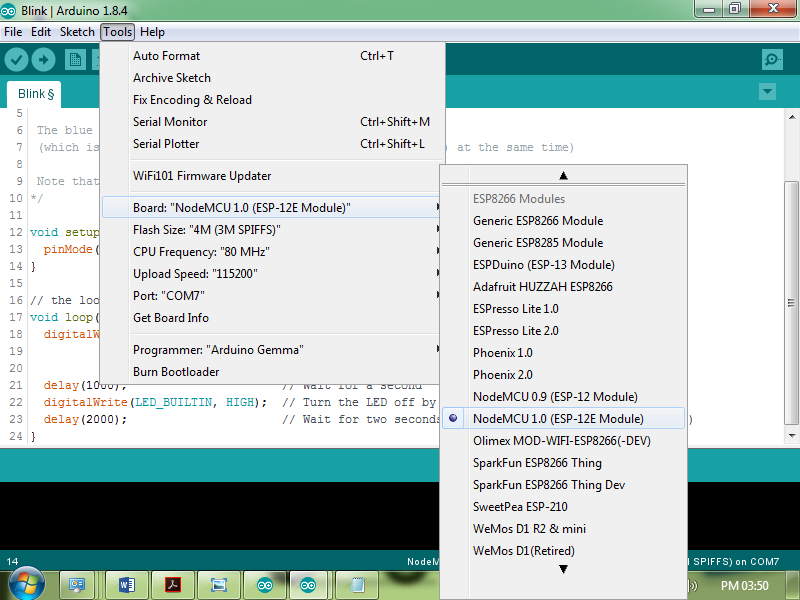 Blink | Arduino 1.8.4
File Edit Sketch Tools Help
Blink §
Auto Format Ctrl+T
Archive Sketch
Fix Encoding & Reload
Serial Monitor Ctrl+Shift+M
Serial Plotter Ctrl+Shift+L
WiFi101 Firmware Updater
Board: "NodeMCU 1.0 (ESP-12E Module)"
Flash Size: "4M (3M SPIFFS)"
CPU Frequency: "80 MHz"
Upload Speed: "115200"
Port: "COM7"
Get Board Info
Programmer: "Arduino Gemma"
Burn Bootloader
ESP8266 Modules
Generic ESP8266 Module
Generic ESP8285 Module
ESPDuino (ESP-13 Module)
Adafruit HUZZAH ESP8266
ESPresso Lite 1.0
ESPresso Lite 2.0
Phoenix 1.0
Phoenix 2.0
NodeMCU 0.9 (ESP-12 Module)
NodeMCU 1.0 (ESP-12E Module)
Olimex MOD-WIFI-ESP8266(-DEV)
SparkFun ESP8266 Thing
SparkFun ESP8266 Thing Dev
SweetPea ESP-210
WeMos D1 R2 & mini
WeMos D1(Retired)
5
6 The blue
7 (which is ) at the same time)
8
9 Note that
10 */
11
12 void setup
13 pinMode(
14 }
15
16 // the loo
17 void loop(
18 digitalW
19
20
21 delay(1000); // Wait for a second
22 digitalWrite(LED_BUILTIN, HIGH); // Turn the LED off by
23 delay(2000); // Wait for two seconds )
24 }
14 NodeM SPIFFS) on COM7
PM 03:50